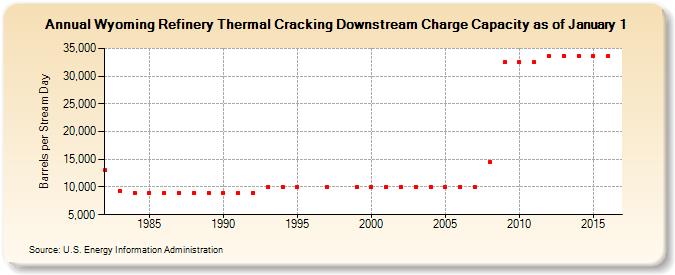 Annual Wyoming Refinery Thermal Cracking Downstream Charge Capacity as of January 1
Barrels per Stream Day
35,000
30,000
25,000
20,000
15,000
10,000
5,000
1985 1990 1995 2000 2005 2010 2015
Source: U.S. Energy Information Administration